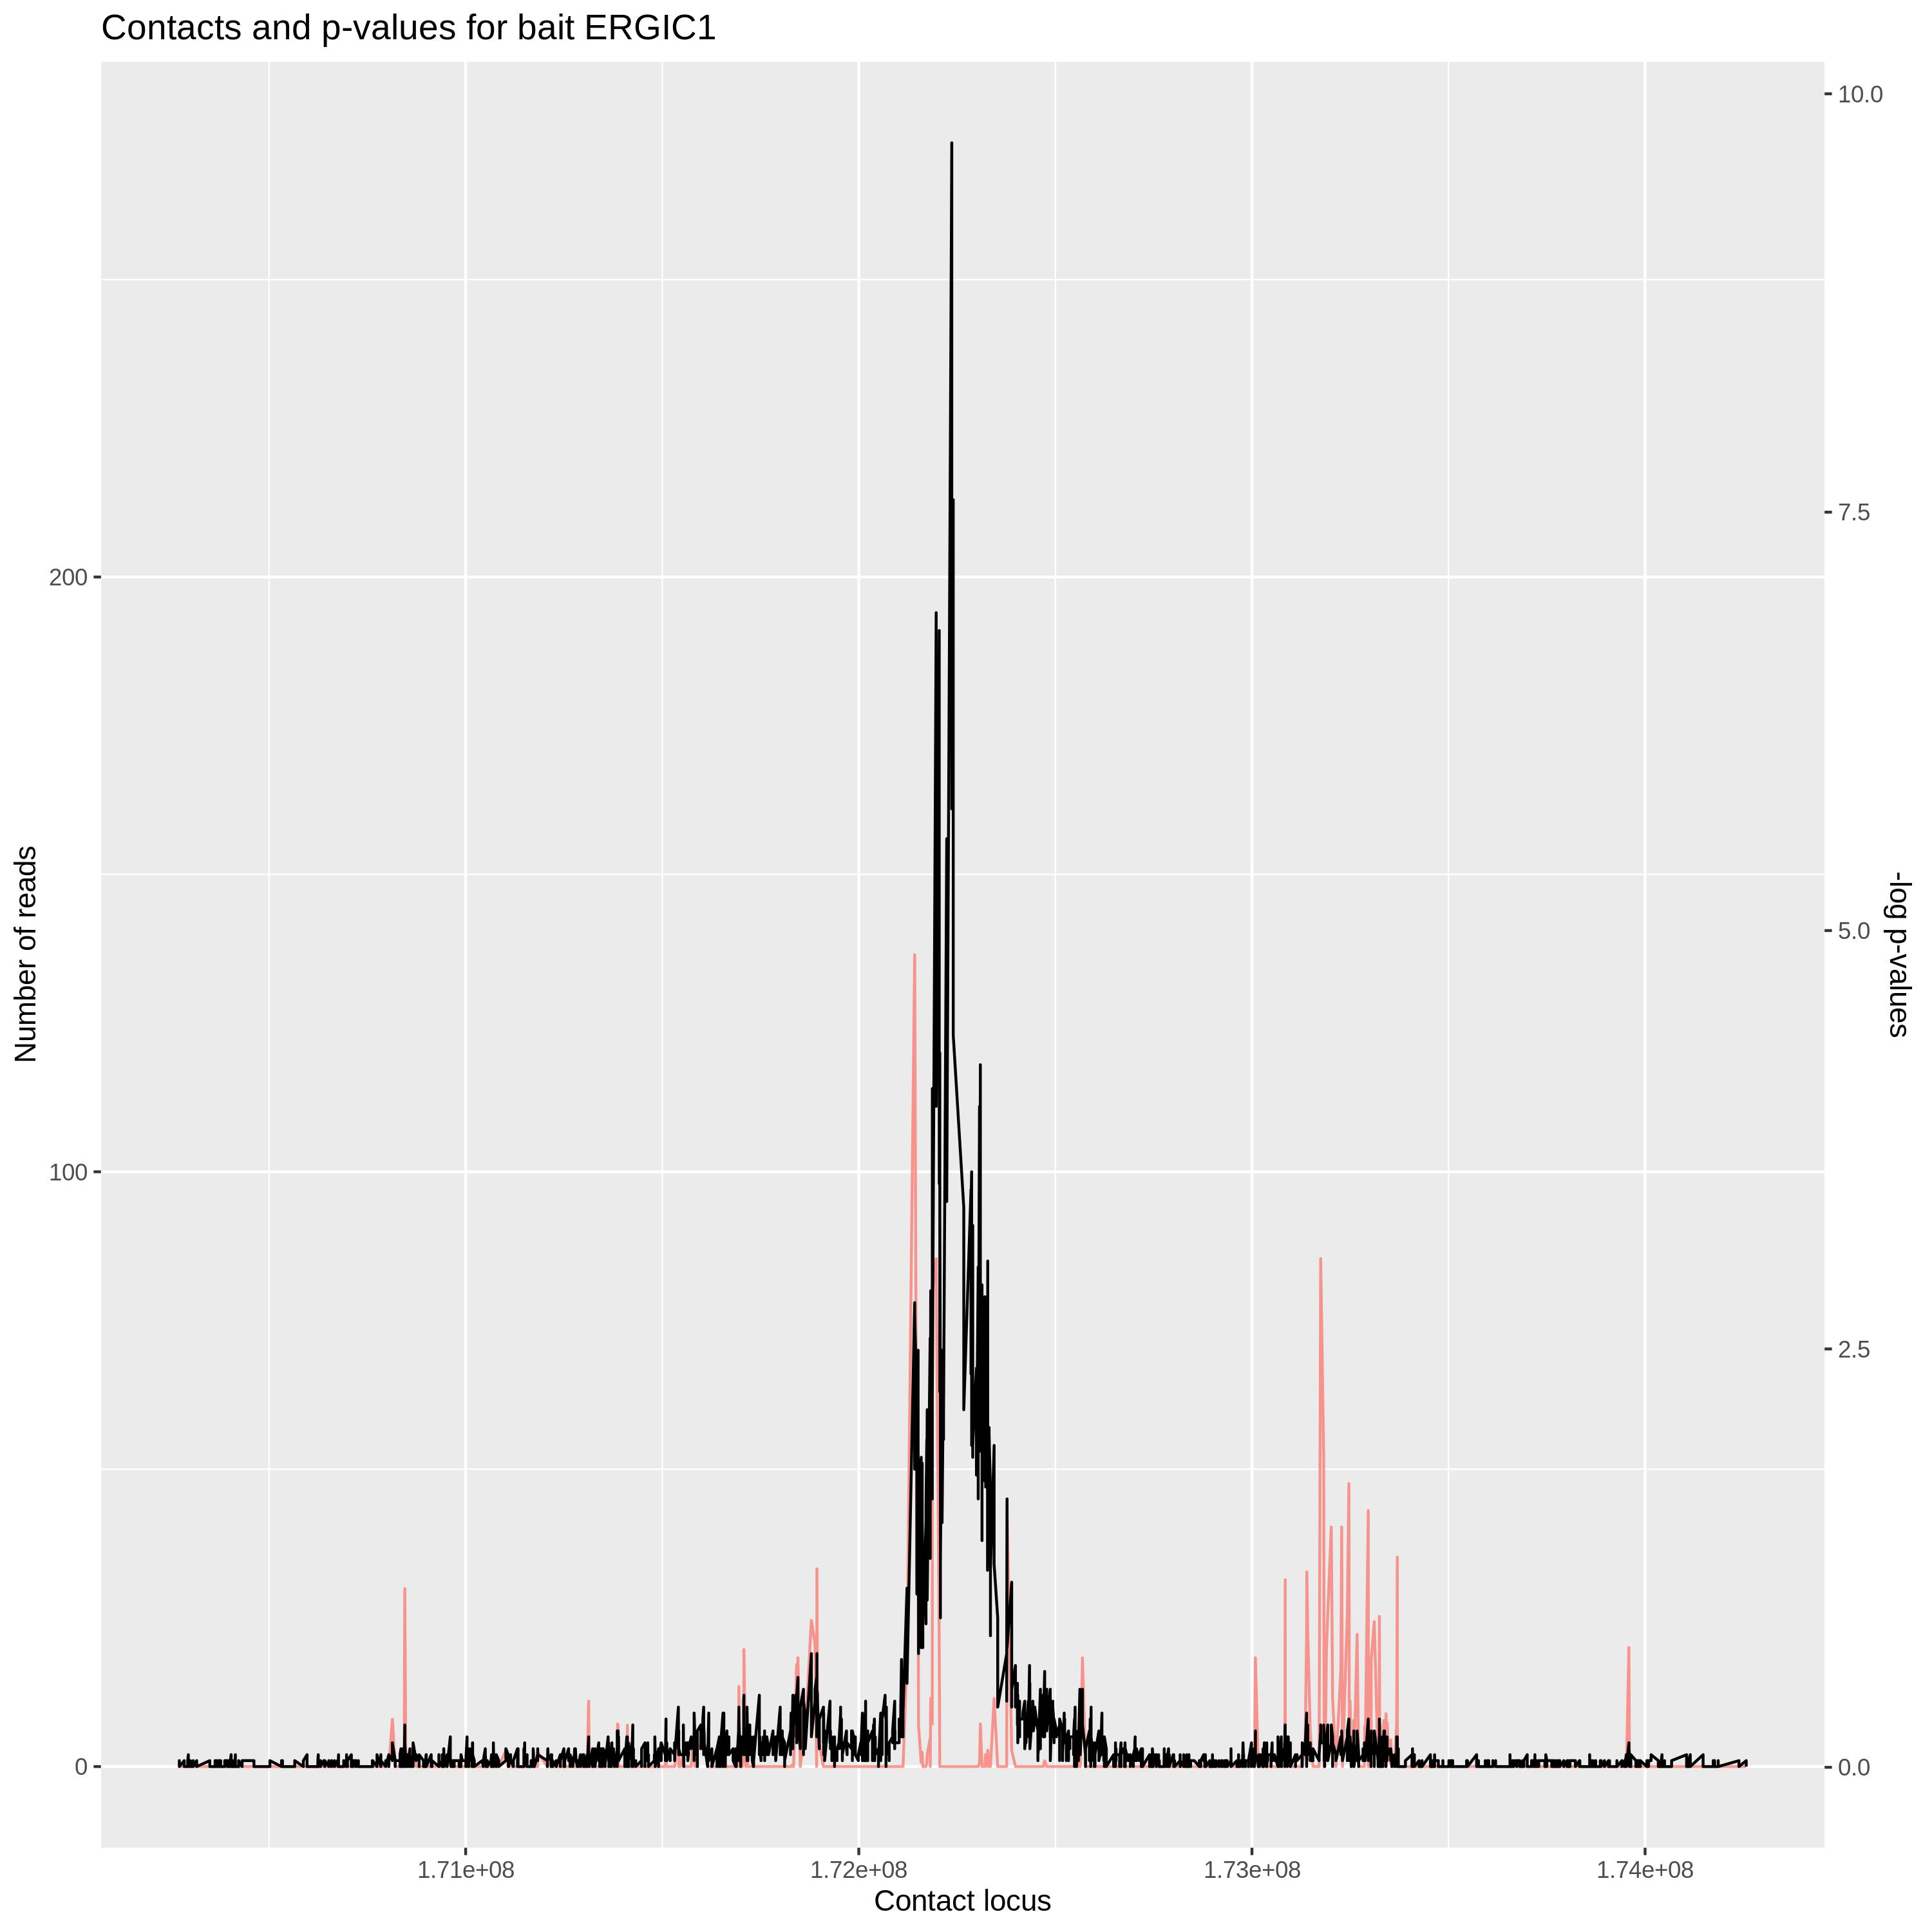 Contacts and p-values for bait ERGIC1
10.0
7.5
200
5.0
Number of reads
-log p-values
100
2.5
0
0.0
1.71e+08
1.72e+08
1.73e+08
1.74e+08
Contact locus